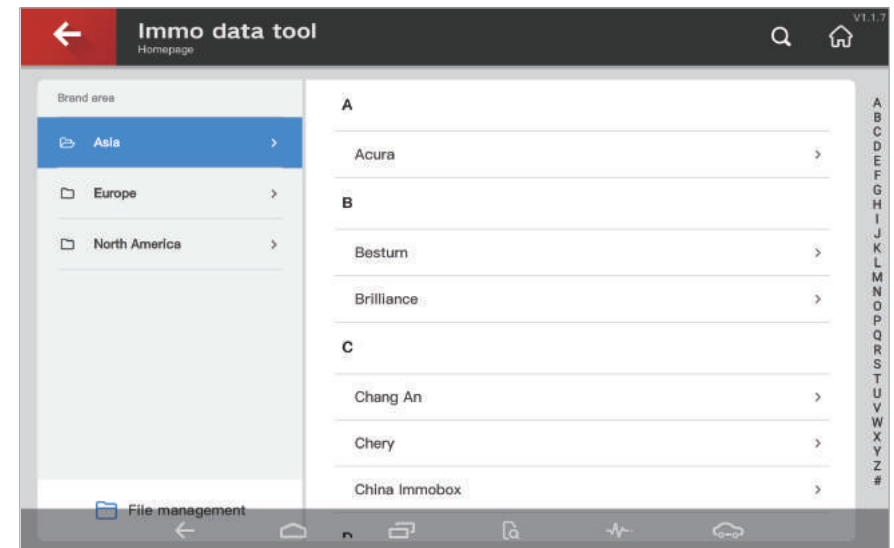 Immo data tool
Homepage
V1.1.7
Brand area
Asia
Europe
North America
File management
A
Acura
B
Besturn
Brilliance
C
Chang An
Chery
China Immobox
D
A
B
C
D
E
F
G
H
I
J
K
L
M
N
O
P
Q
R
S
T
U
V
W
X
Y
Z
#